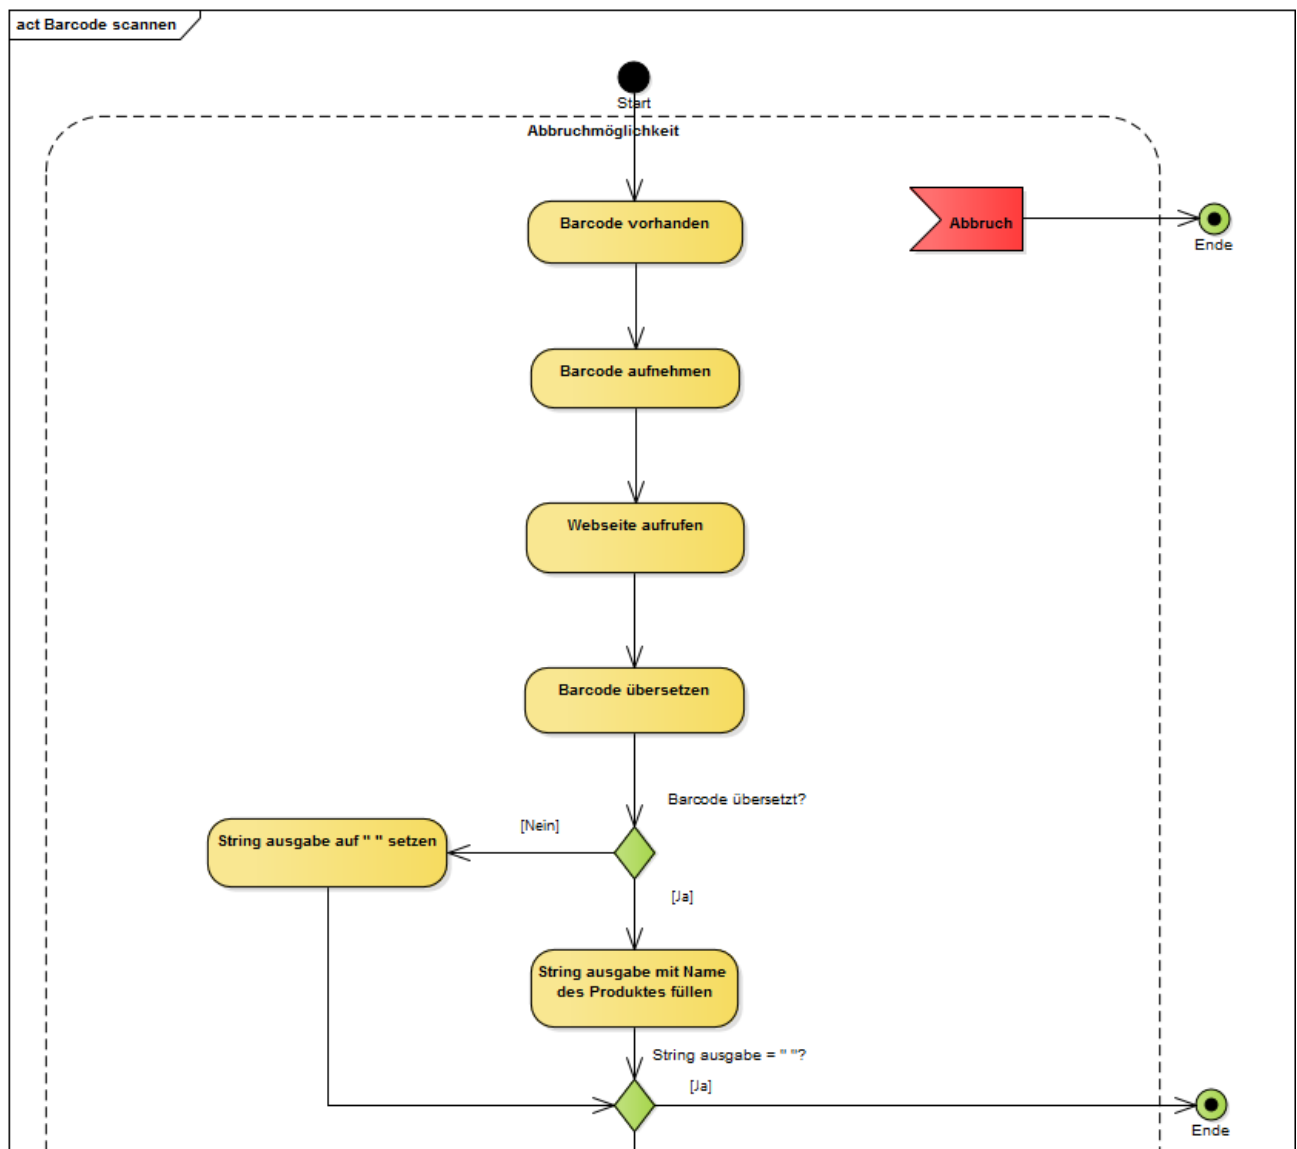 act Barcode scannen
Start
Abbruchmöglichkeit
Barcode vorhanden
Abbruch
Ende
Barcode aufnehmen
Webseite aufrufen
Barcode übersetzen
Barcode übersetzt?
[Nein]
String ausgabe auf " " setzen
[Ja]
String ausgabe mit Name
des Produktes füllen
String ausgabe = " "?
[Ja]
Ende